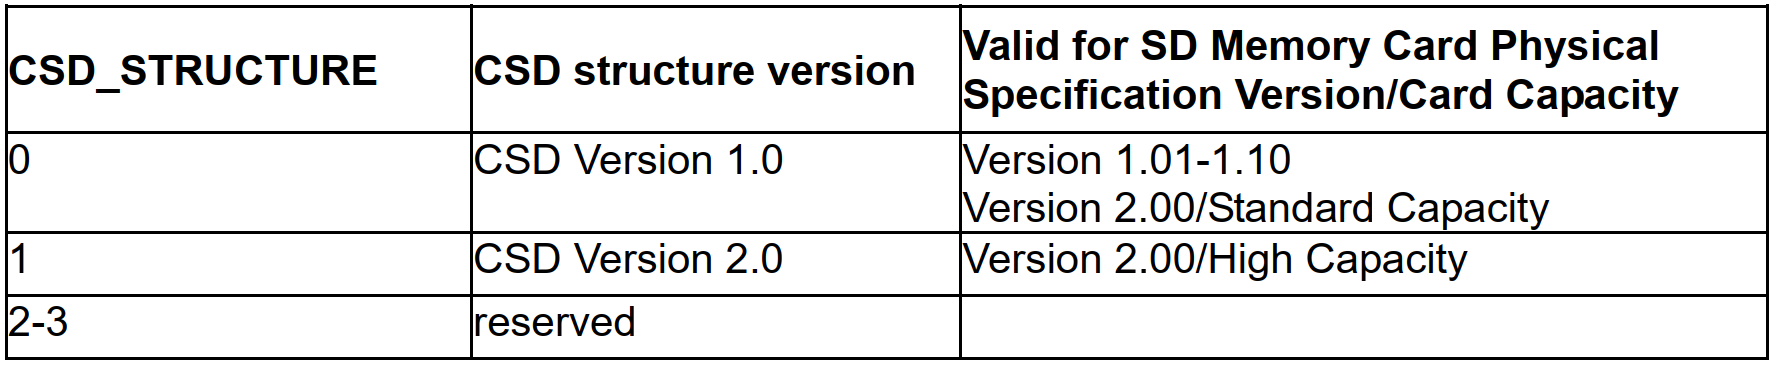 CSD_STRUCTURE
CSD structure version
Valid for SD Memory Card Physical
Specification Version/Card Capacity
0
CSD Version 1.0
Version 1.01-1.10
Version 2.00/Standard Capacity
1
CSD Version 2.0
Version 2.00/High Capacity
2-3
reserved